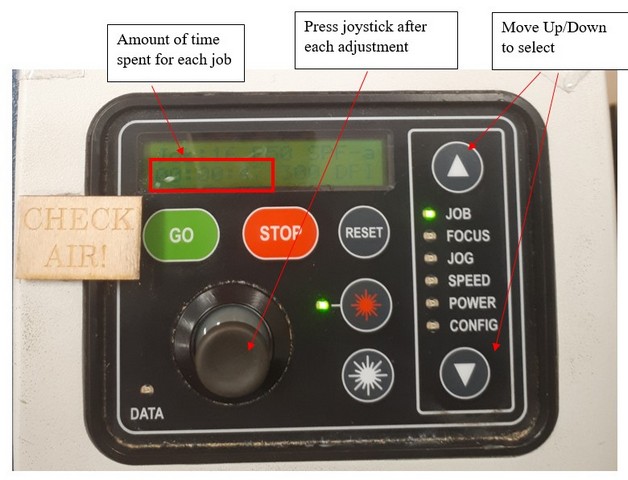 Amount of time
spent for each job
Press joystick after
each adjustment
Move Up/Down
to select
CHECK
AIR!
GO
STOP
RESET
JOB
FOCUS
JOG
SPEED
POWER
CONFIG
DATA